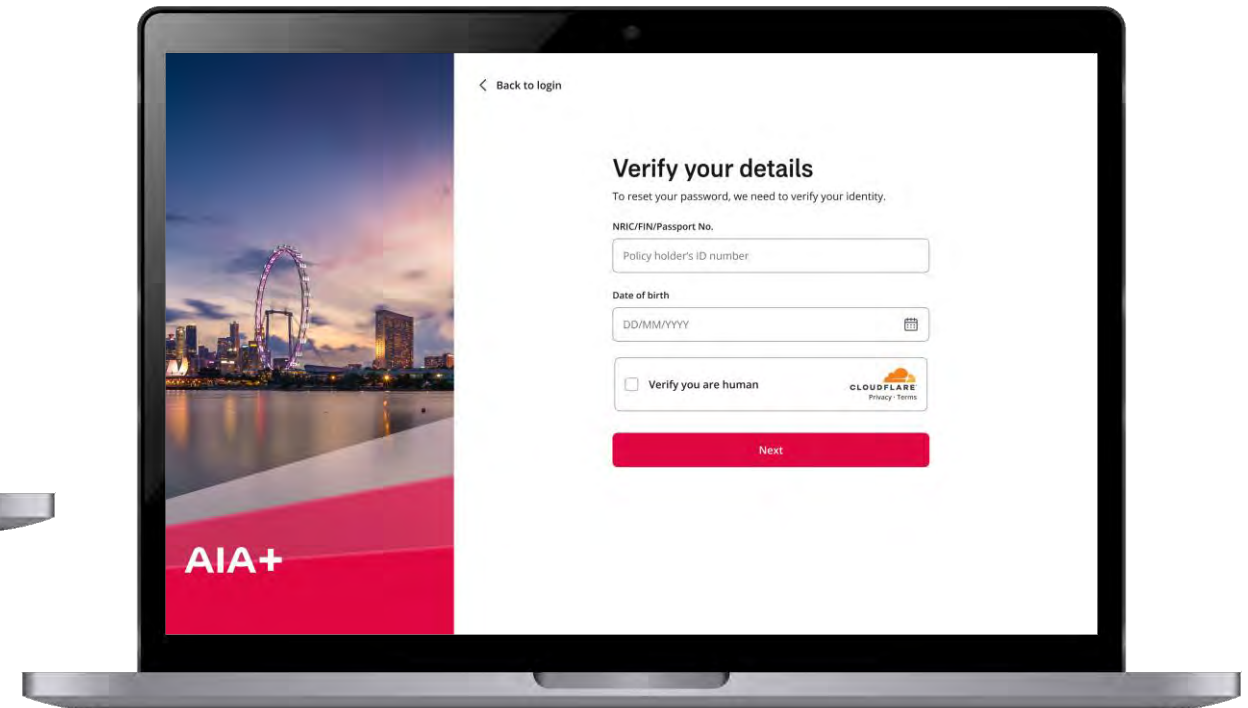 Back to login
Verify your details
To reset your password, we need to verify your identity.
NRIC/FIN/Passport No.
Policy holder's ID number
Date of birth
DD/MM/YYYY
Verify you are human
CLOUDFLARE
Privacy · Terms
Next
AIA+